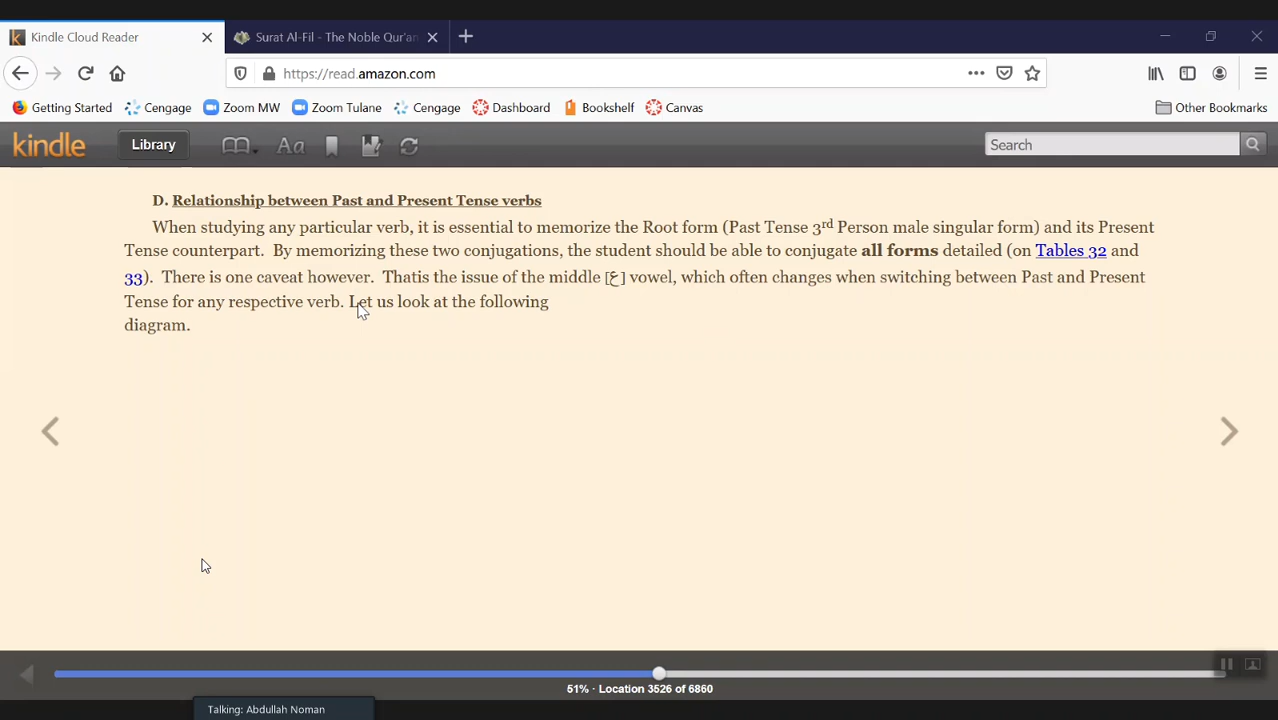 Kindle Cloud Reader
Surat Al-Fil - The Noble Qur'an
https://read.amazon.com
Getting Started Cengage Zoom MW Zoom Tulane Cengage Dashboard Bookshelf Canvas Other Bookmarks
kindle Library Aa Search
D. Relationship between Past and Present Tense verbs
When studying any particular verb, it is essential to memorize the Root form (Past Tense 3rd Person male singular form) and its Present
Tense counterpart. By memorizing these two conjugations, the student should be able to conjugate all forms detailed (on Tables 32 and
33). There is one caveat however. Thatis the issue of the middle [ع] vowel, which often changes when switching between Past and Present
Tense for any respective verb. Let us look at the following
diagram.
51% · Location 3526 of 6860
Talking: Abdullah Noman